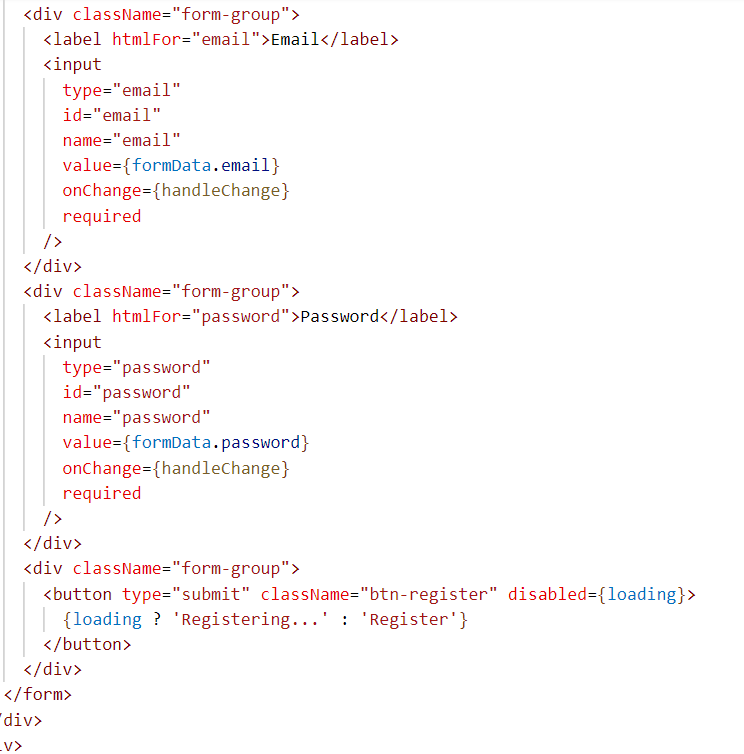 <div className="form-group">
<label htmlFor="email">Email</label>
<input
type="email"
id="email"
name="email"
value={formData.email}
onChange={handleChange}
required
/>
</div>
<div className="form-group">
<label htmlFor="password">Password</label>
<input
type="password"
id="password"
name="password"
value={formData.password}
onChange={handleChange}
required
/>
</div>
<div className="form-group">
<button type="submit" className="btn-register" disabled={loading}>
{loading ? 'Registering...' : 'Register'}
</button>
</div>
</form>
/div>
iv>